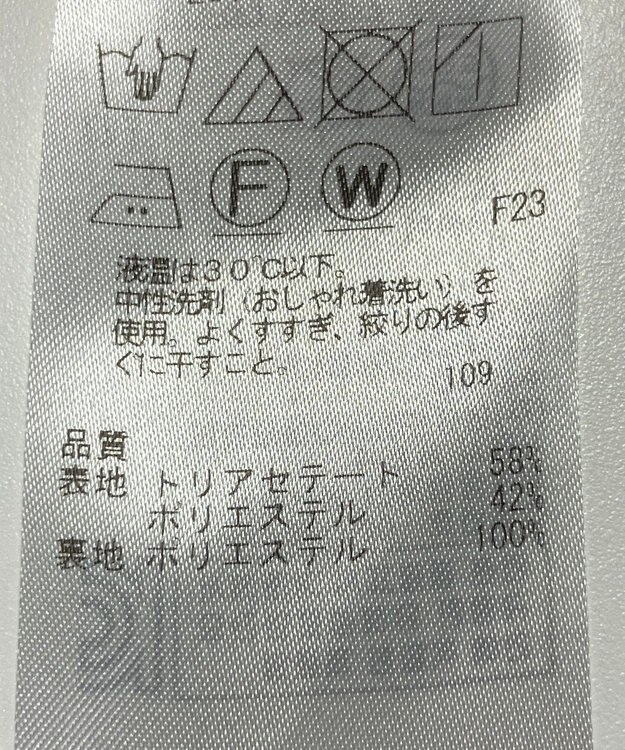 F
W
F23
液温は30℃以下。
中性洗剤（おしゃれ着洗い）を
使用。よくすすぎ、絞りの後す
ぐに干すこと。
109
品質
表地 トリアセテート 58%
ポリエステル 42%
裏地 ポリエステル 100%